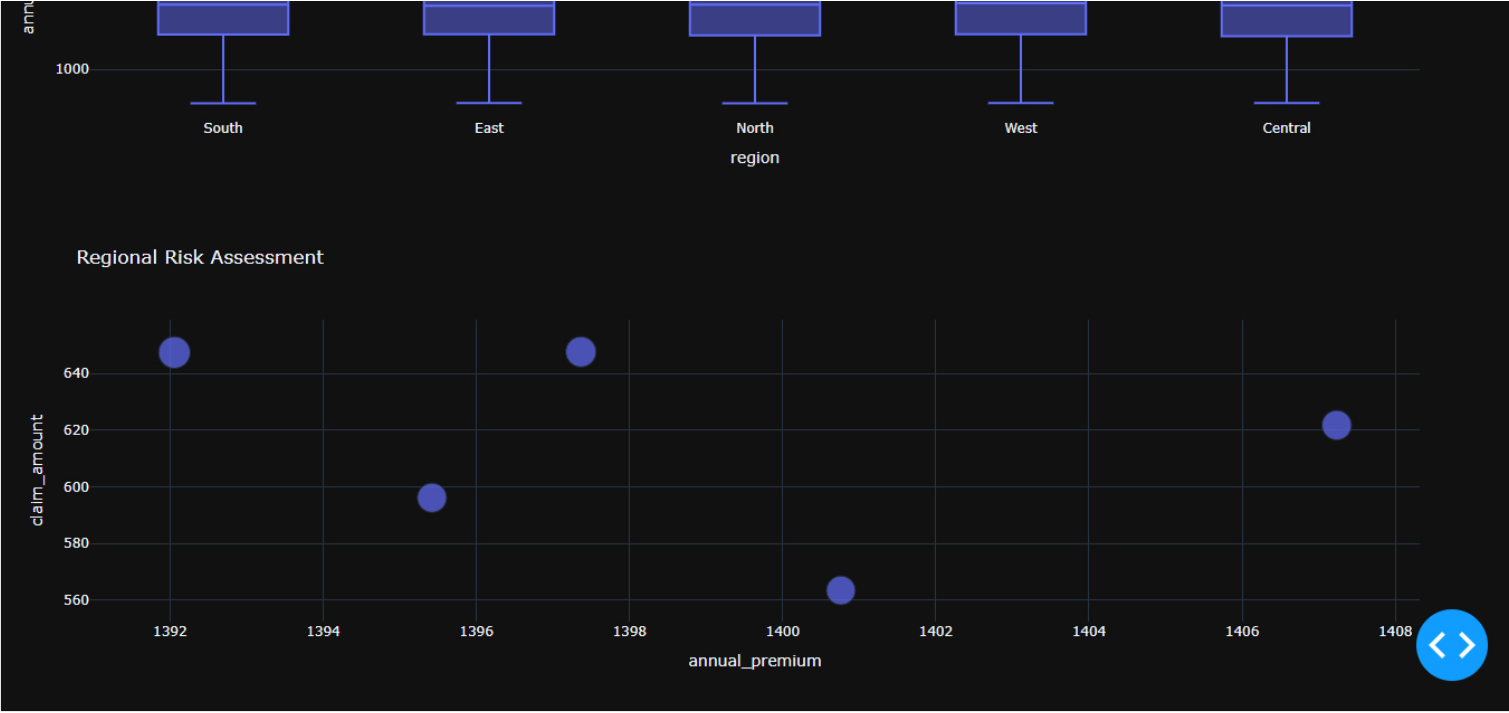 1000
South East North West Central
region
Regional Risk Assessment
claim_amount
640
620
600
580
560
1392 1394 1396 1398 1400 1402 1404 1406 1408
annual_premium